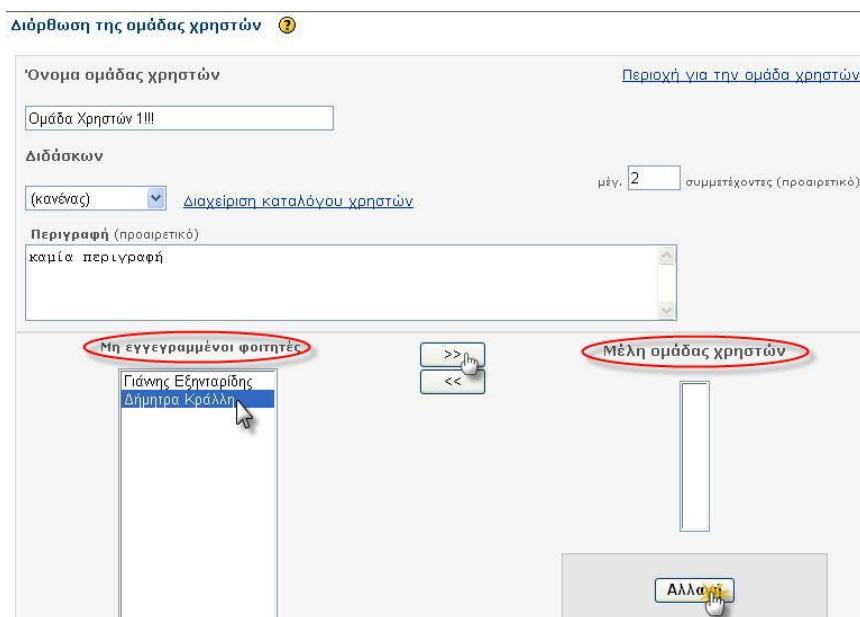 Διόρθωση της ομάδας χρηστών ?
Όνομα ομάδας χρηστών Περιοχή για την ομάδα χρηστών
Ομάδα Χρηστών 1!!!
Διδάσκων
μέγ. 2 συμμετέχοντες (προαιρετικό)
(κανένας) Διαχείριση καταλόγου χρηστών
Περιγραφή (προαιρετικό)
καμία περιγραφή
Μη εγγεγραμμένοι φοιτητές >> Μέλη ομάδας χρηστών
<<
Γιάννης Εξηνταρίδης
Δήμητρα Κράλλη
Αλλαγή